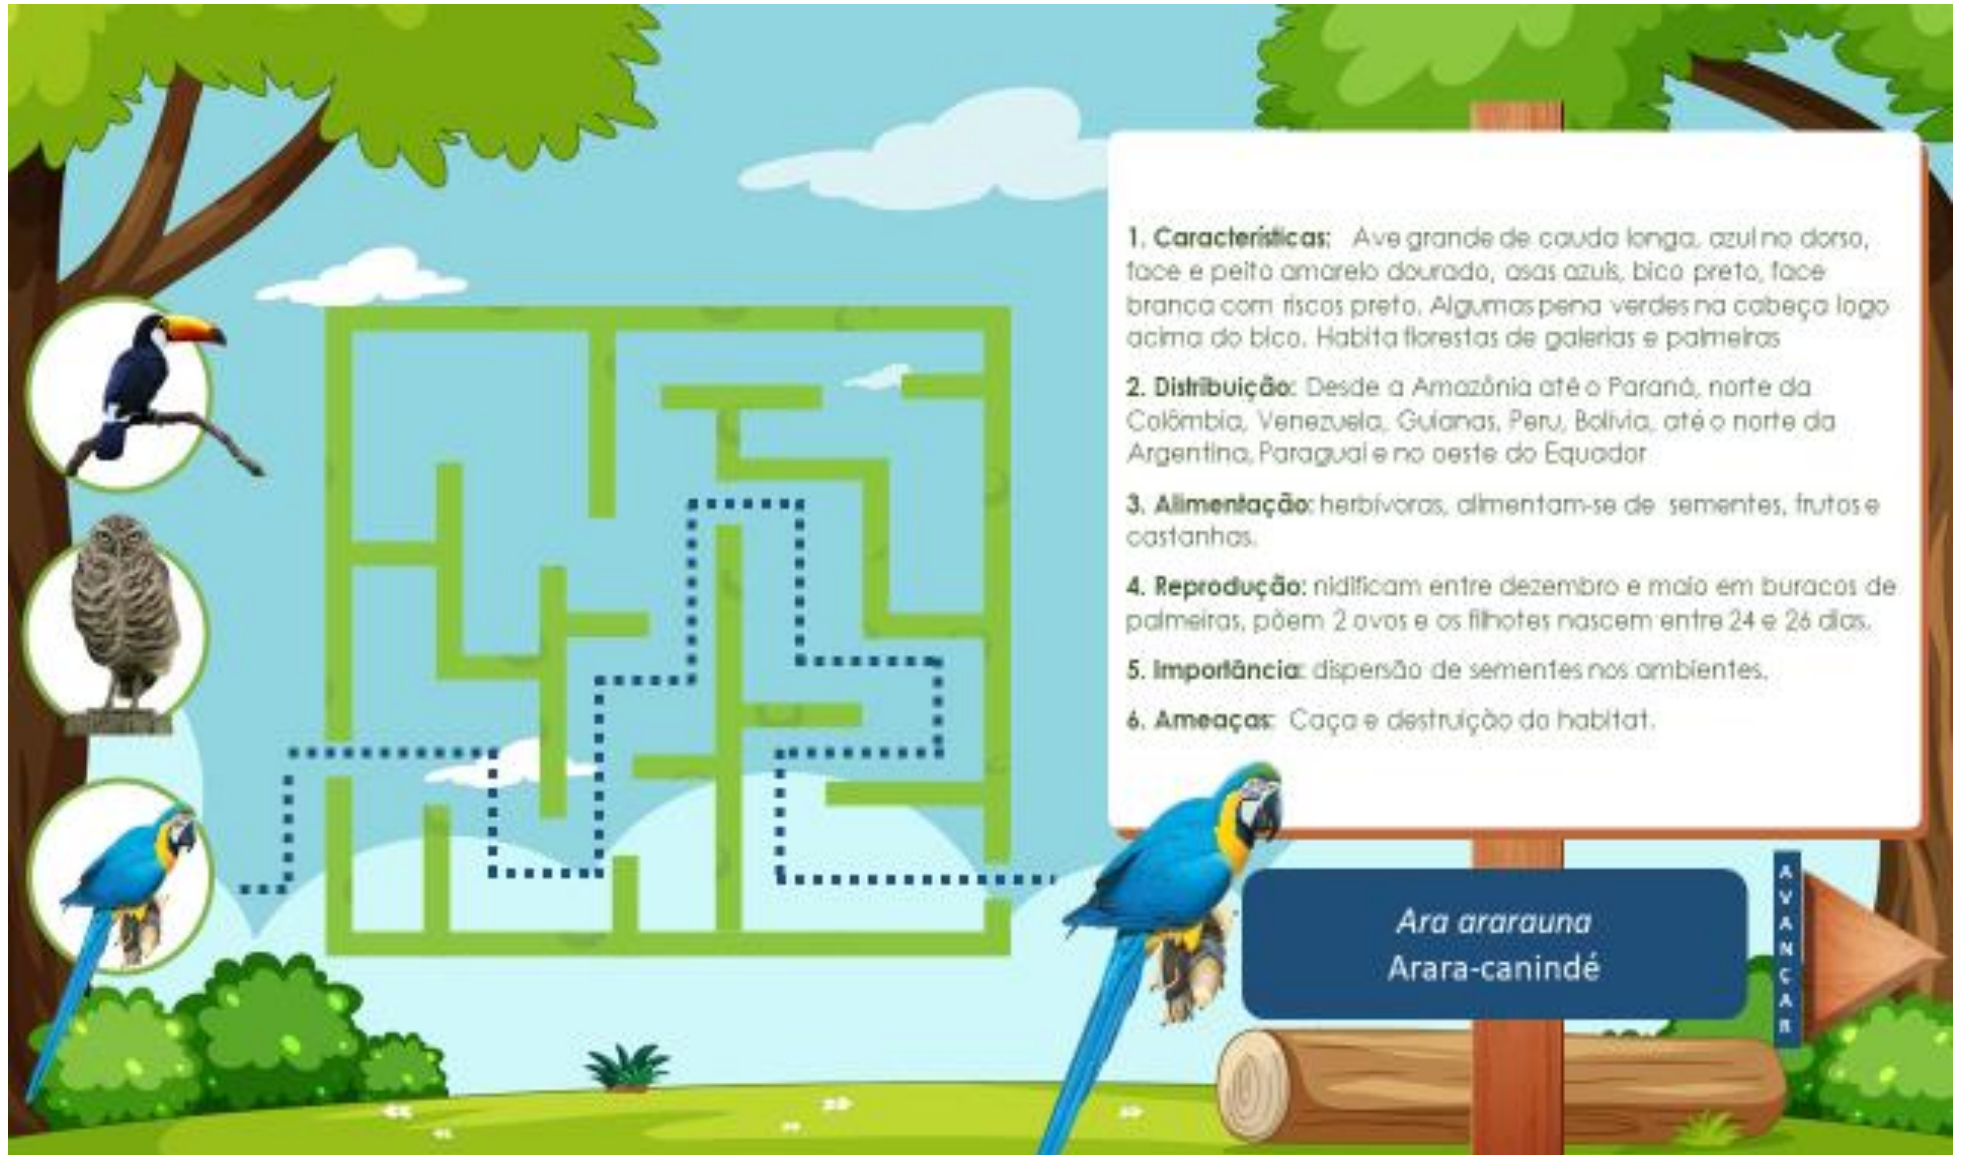 1. Características: Ave grande de cauda longa, azul no dorso,
face e peito amarelo dourado, asas azuis, bico preto, face
branca com riscos preto. Algumas pena verdes na cabeça logo
acima do bico. Habita florestas de galerias e palmeiras
2. Distribuição: Desde a Amazônia até o Paraná, norte da
Colômbia, Venezuela, Guianas, Peru, Bolívia, até o norte da
Argentina, Paraguai e no oeste do Equador
3. Alimentação: herbívoras, alimentam-se de sementes, frutos e
castanhas.
4. Reprodução: nidificam entre dezembro e maio em buracos de
palmeiras, põem 2 ovos e os filhotes nascem entre 24 e 26 dias.
5. Importância: dispersão de sementes nos ambientes.
6. Ameaças: Caça e destruição do habitat.
Ara ararauna
Arara-canindé
AVANÇAR